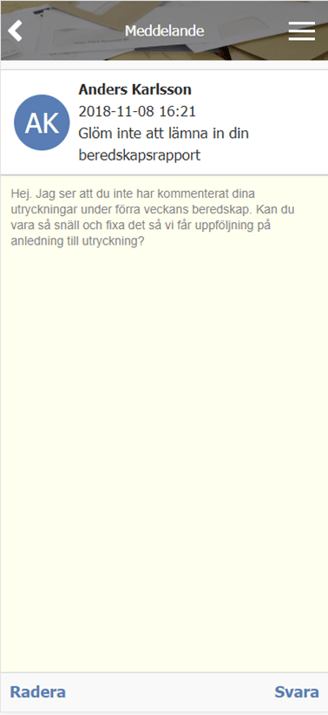 Meddelande
AK
Anders Karlsson
2018-11-08 16:21
Glöm inte att lämna in din
beredskapsrapport
Hej. Jag ser att du inte har kommenterat dina
utryckningar under förra veckans beredskap. Kan du
vara så snäll och fixa det så vi får uppföljning på
anledning till utryckning?
Radera
Svara